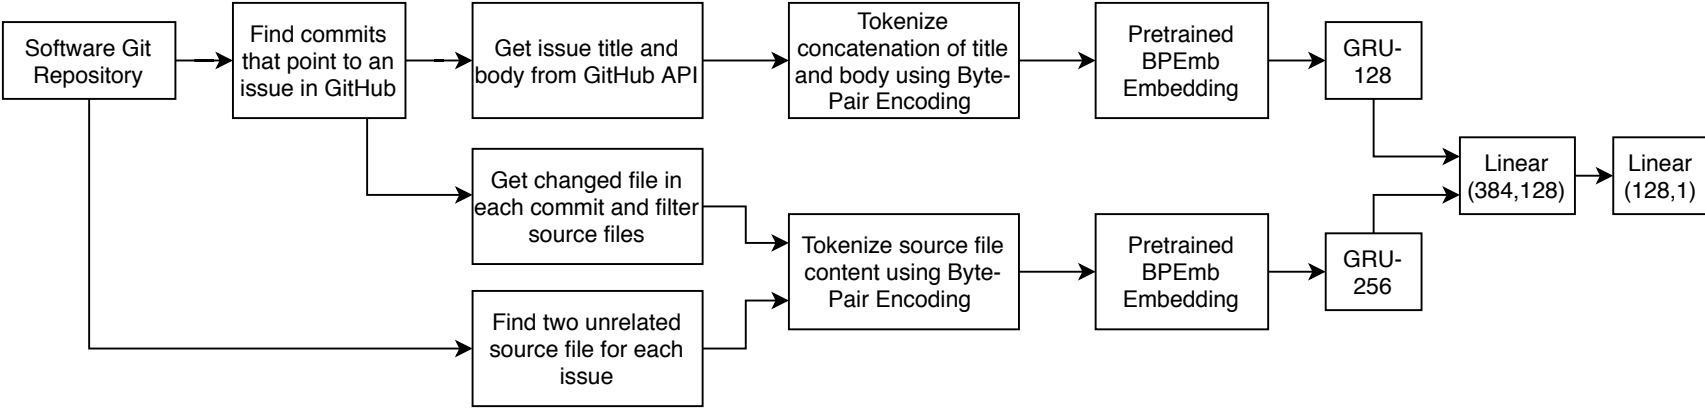 Software Git
Repository
Find commits
that point to an
issue in GitHub
Get issue title and
body from GitHub API
Tokenize
concatenation of title
and body using Byte-
Pair Encoding
Pretrained
BPEmb
Embedding
GRU-
128
Get changed file in
each commit and filter
source files
Find two unrelated
source file for each
issue
Tokenize source file
content using Byte-
Pair Encoding
Pretrained
BPEmb
Embedding
GRU-
256
Linear
(384,128)
Linear
(128,1)